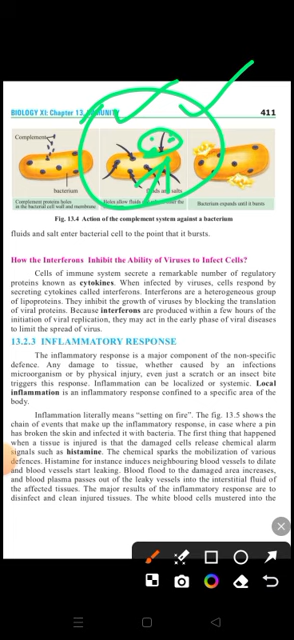 BIOLOGY XI: Chapter 13, IMMUNITY 411
Complement
bacterium
fluids and salts
Complement proteins holes
in the bacterial cell wall and membrane
Holes allow fluids
Bacterium expands until it bursts
Fig. 13.4 Action of the complement system against a bacterium
fluids and salt enter bacterial cell to the point that it bursts.
How the Interferons Inhibit the Ability of Viruses to Infect Cells?
Cells of immune system secrete a remarkable number of regulatory
proteins known as cytokines. When infected by viruses, cells respond by
secreting cytokines called interferons. Interferons are a heterogeneous group
of lipoproteins. They inhibit the growth of viruses by blocking the translation
of viral proteins. Because interferons are produced within a few hours of the
initiation of viral replication, they may act in the early phase of viral diseases
to limit the spread of virus.
13.2.3 INFLAMMATORY RESPONSE
The inflammatory response is a major component of the non-specific
defence. Any damage to tissue, whether caused by an infections
microorganism or by physical injury, even just a scratch or an insect bite
triggers this response. Inflammation can be localized or systemic. Local
inflammation is an inflammatory response confined to a specific area of the
body.
Inflammation literally means "setting on fire". The fig. 13.5 shows the
chain of events that make up the inflammatory response, in case where a pin
has broken the skin and infected it with bacteria. The first thing that happened
when a tissue is injured is that the damaged cells release chemical alarm
signals such as histamine. The chemical sparks the mobilization of various
defences. Histamine for instance induces neighbouring blood vessels to dilate
and blood vessels start leaking. Blood flood to the damaged area increases,
and blood plasma passes out of the leaky vessels into the interstitial fluid of
the affected tissues. The major results of the inflammatory response are to
disinfect and clean injured tissues. The white blood cells mustered into the